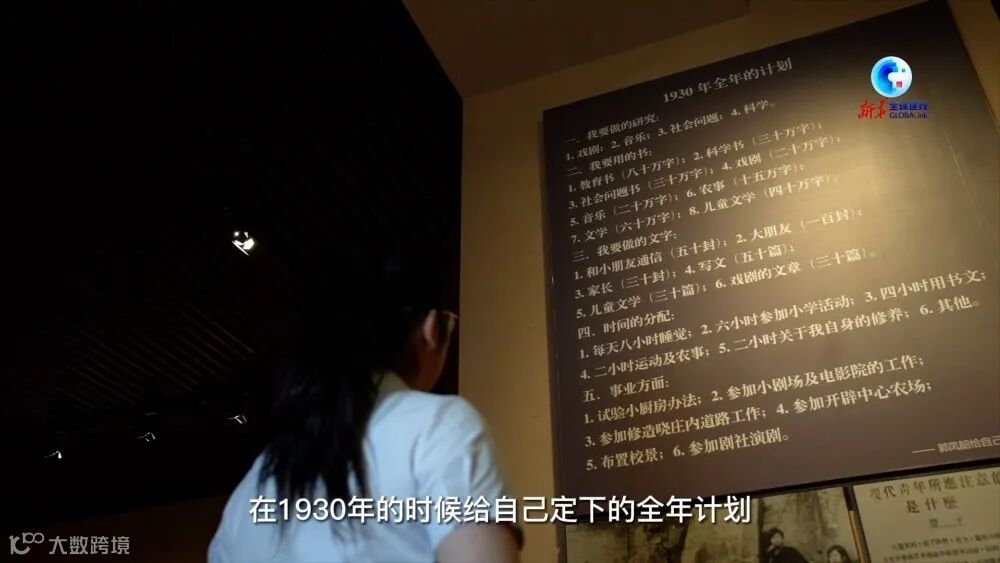 新华
全球连线
GLOBALink
1930 年全年的计划
一、我要做的研究：
1. 戏剧；2. 音乐；3. 社会问题；4. 科学。
二、我要用的书：
1. 教育书（八十万字）；2. 科学书（三十万字）；
3. 社会问题书（三十万字）；4. 戏剧（二十万字）；
5. 音乐（二十万字）；6. 农事（十五万字）；
7. 文学（六十万字）；8. 儿童文学（四十万字）。
三、我要做的文字：
1. 和小朋友通信（五十封）；2. 大朋友（一百封）；
3. 家长（三十封）；4. 写文（五十篇）；
5. 儿童文学（三十篇）；6. 戏剧的文章（三十篇）。
四、时间的分配：
1. 每天八小时睡觉；2. 六小时参加小学活动；3. 四小时用书文；
4. 二小时运动及农事；5. 二小时关于我自身的修养；6. 其他。
五、事业方面：
1. 试验小厨房办法；2. 参加小剧场及电影院的工作；
3. 参加修造晓庄内道路工作；4. 参加开辟中心农场；
5. 布置校景；6. 参加剧社演剧。
—— 郭凤韶给自己
现代青年所应注意的
是什么
在1930年的时候给自己定下的全年计划
大数跨境